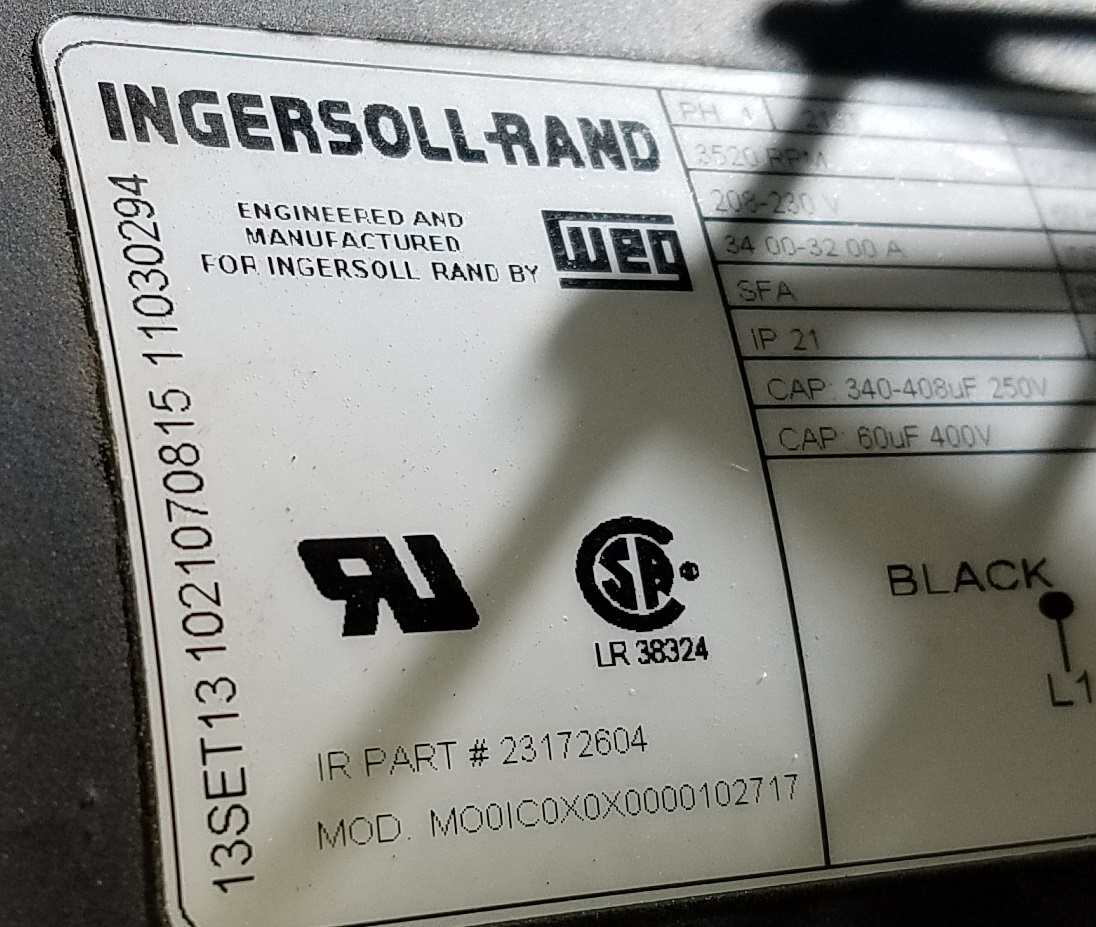 INGERSOLL-RAND
ENGINEERED AND
MANUFACTURED
FOR INGERSOLL RAND BY
WEG
13SET13 1021070815 11030294
LR 38324
IR PART # 23172604
MOD. MO0IC0X0X0000102717
PH 1
3520 RPM
208-230 V
34.00-32.00 A
SFA
IP 21
CAP: 340-408uF 250V
CAP: 60uF 400V
BLACK
L1